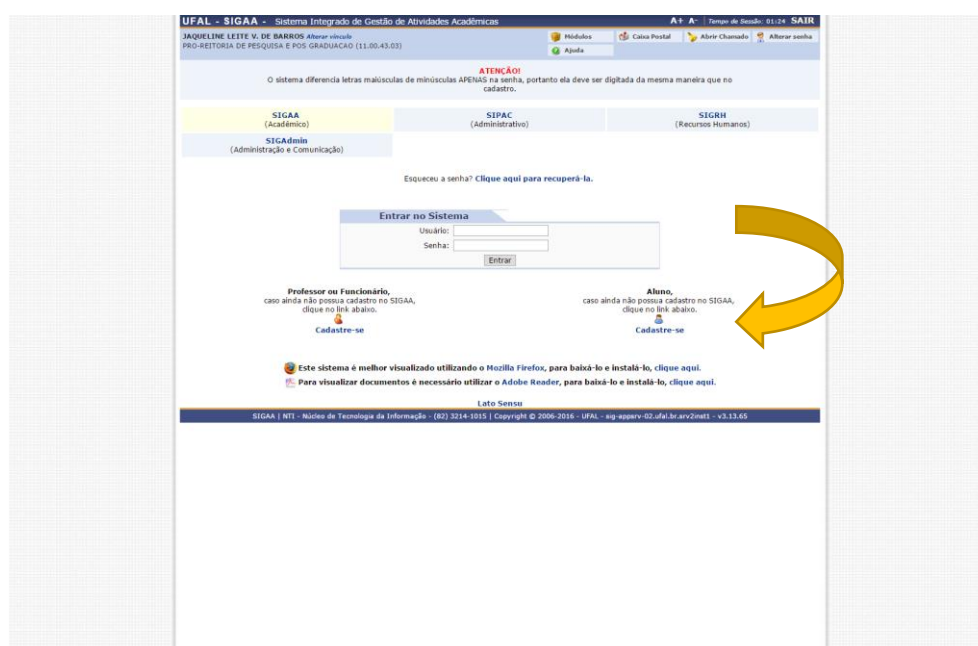 UFAL - SIGAA - Sistema Integrado de Gestão de Atividades Acadêmicas A+ A- Tempo de Sessão: 01:24 SAIR
JAQUELINE LEITE V. DE BARROS Alterar vínculo
PRO-REITORIA DE PESQUISA E POS GRADUACAO (11.00.43.03)
Módulos Caixa Postal Abrir Chamado Alterar senha
Ajuda
ATENÇÃO!
O sistema diferencia letras maiúsculas de minúsculas APENAS na senha, portanto ela deve ser digitada da mesma maneira que no
cadastro.
SIGAA SIPAC SIGRH
(Acadêmico) (Administrativo) (Recursos Humanos)
SIGAdmin
(Administração e Comunicação)
Esqueceu a senha? Clique aqui para recuperá-la.
Entrar no Sistema
Usuário:
Senha:
Entrar
Professor ou Funcionário,
caso ainda não possua cadastro no SIGAA,
clique no link abaixo.
Cadastre-se
Aluno,
caso ainda não possua cadastro no SIGAA,
clique no link abaixo.
Cadastre-se
Este sistema é melhor visualizado utilizando o Mozilla Firefox, para baixá-lo e instalá-lo, clique aqui.
Para visualizar documentos é necessário utilizar o Adobe Reader, para baixá-lo e instalá-lo, clique aqui.
Lato Sensu
SIGAA | NTI - Núcleo de Tecnologia da Informação - (82) 3214-1015 | Copyright © 2006-2016 - UFAL - sig-appsrv-02.ufal.br.srv2inst1 - v3.13.65